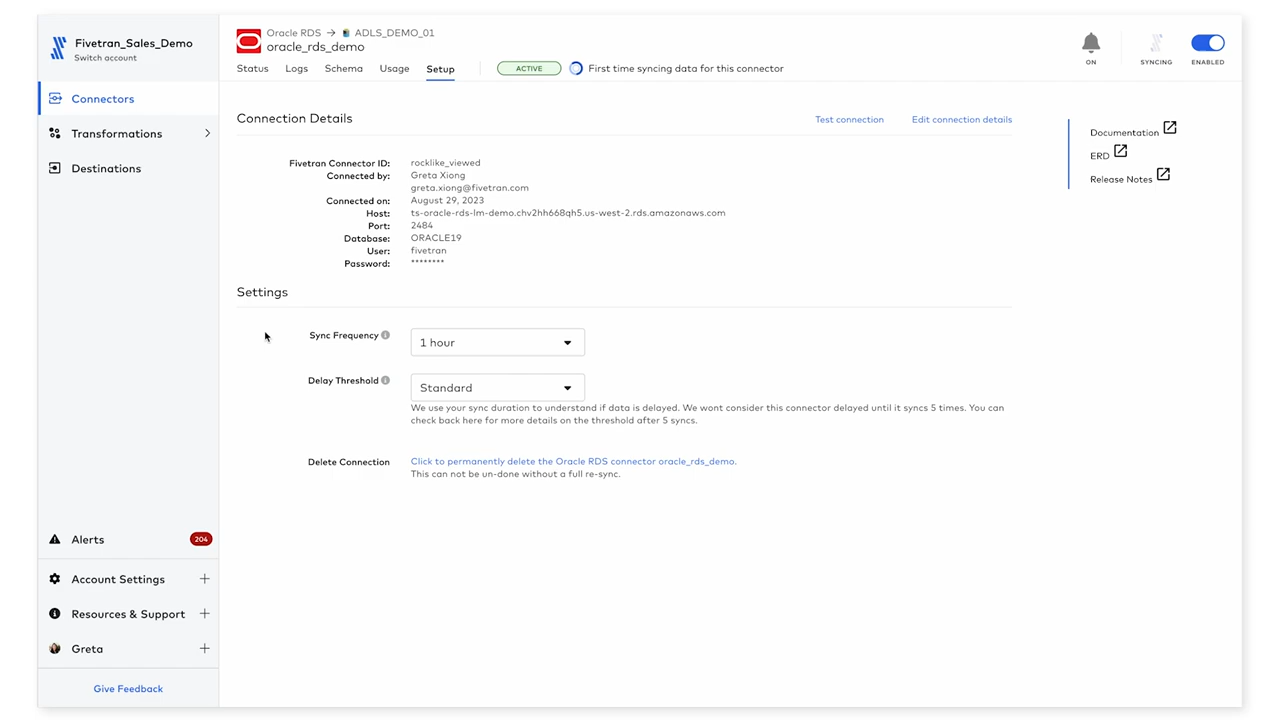 Fivetran_Sales_Demo
Switch account
Connectors
Transformations
Destinations
Alerts
204
Account Settings
Resources & Support
Greta
Give Feedback
Oracle RDS → ADLS_DEMO_01
oracle_rds_demo
Status Logs Schema Usage Setup
ACTIVE First time syncing data for this connector
ON
SYNCING
ENABLED
Connection Details
Test connection Edit connection details
Fivetran Connector ID: rocklike_viewed
Connected by: Greta Xiong
greta.xiong@fivetran.com
Connected on: August 29, 2023
Host: ts-oracle-rds-lm-demo.chv2hh668qh5.us-west-2.rds.amazonaws.com
Port: 2484
Database: ORACLE19
User: fivetran
Password: ********
Settings
Sync Frequency 1 hour
Delay Threshold Standard
We use your sync duration to understand if data is delayed. We wont consider this connector delayed until it syncs 5 times. You can
check back here for more details on the threshold after 5 syncs.
Delete Connection Click to permanently delete the Oracle RDS connector oracle_rds_demo.
This can not be un-done without a full re-sync.
Documentation
ERD
Release Notes